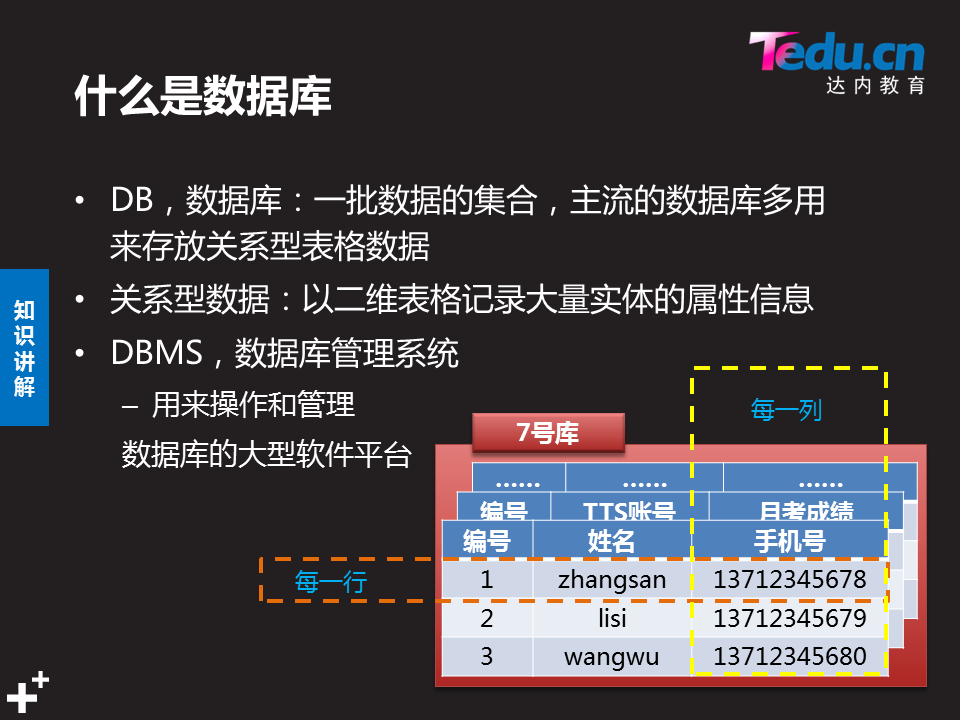 Tedu.cn
达内教育
什么是数据库
• DB，数据库：一批数据的集合，主流的数据库多用
来存放关系型表格数据
• 关系型数据：以二维表格记录大量实体的属性信息
• DBMS，数据库管理系统
– 用来操作和管理
数据库的大型软件平台
知识讲解
每一列
7号库
…… …… ……
编号 TTS账号 月考成绩
编号 姓名 手机号
每一行
1 zhangsan 13712345678
2 lisi 13712345679
3 wangwu 13712345680